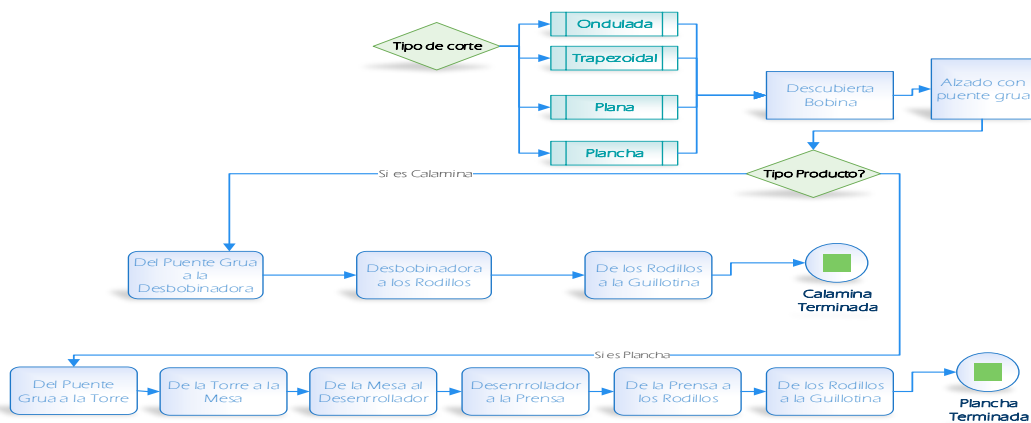 Tipo de corte
Ondulada
Trapezoidal
Plana
Plancha
Descubierta
Bobina
Alzado con
puente grua
Tipo Producto?
Si es Calamina
Del Puente Grua
a la
Desbobinadora
Desbobinadora
a los Rodillos
De los Rodillos
a la Guillotina
Calamina
Terminada
Si es Plancha
Del Puente
Grua a la Torre
De la Torre a la
Mesa
De la Mesa al
Desenrrollador
Desenrrollador
a la Prensa
De la Prensa a
los Rodillos
De los Rodillos
a la Guillotina
Plancha
Terminada